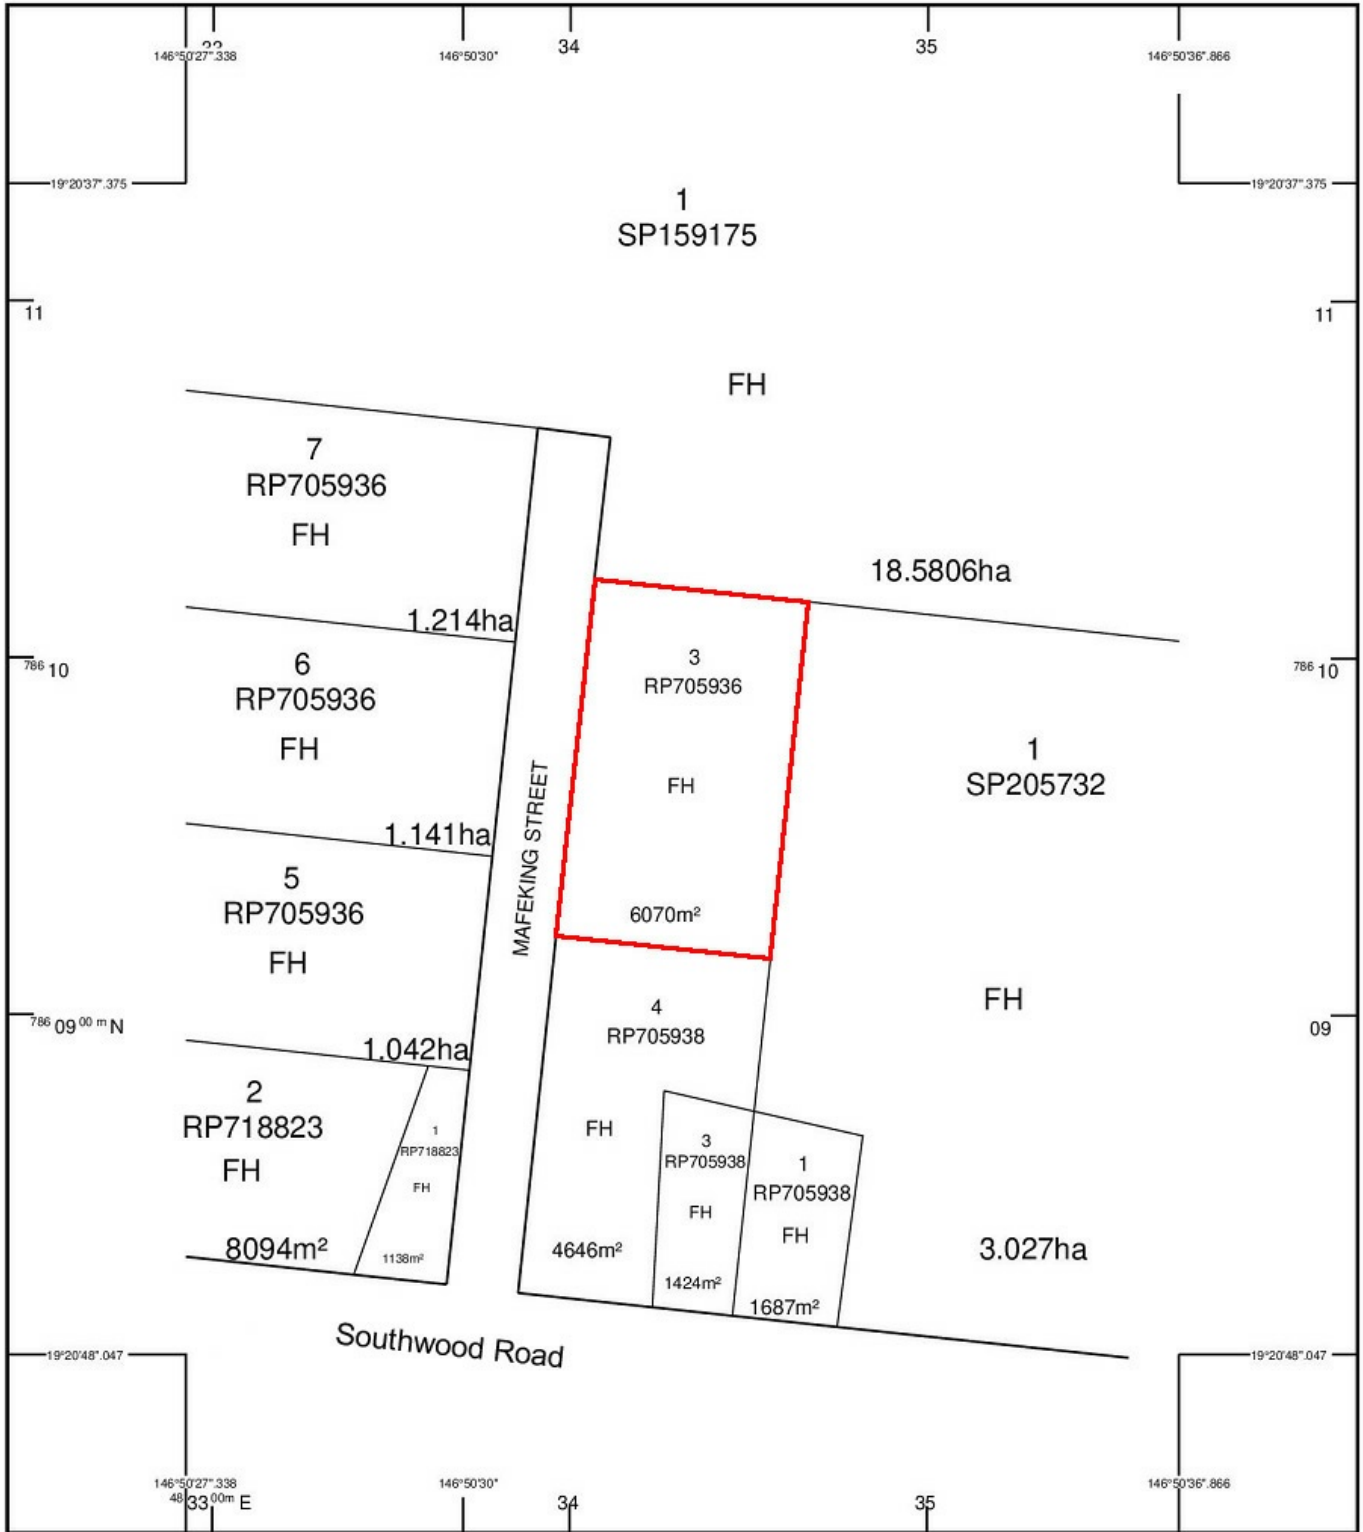 33
34
35
146°50'27".338
146°50'30"
146°50'36".866
19°20'37".375
19°20'37".375
1
SP159175
11
11
FH
7
RP705936
FH
18.5806ha
1.214ha
6
RP705936
FH
3
RP705936
786 10
786 10
1
SP205732
FH
MAFEKING STREET
1.141ha
5
RP705936
FH
6070m²
FH
4
RP705938
786 09 00 m N
09
1.042ha
2
RP718823
FH
1
RP718823
FH
FH
3
RP705938
FH
1
RP705938
FH
8094m²
1138m²
4646m²
1424m²
1687m²
3.027ha
Southwood Road
19°20'48".047
19°20'48".047
146°50'27".338
146°50'30"
146°50'36".866
48 33 00m E
34
35